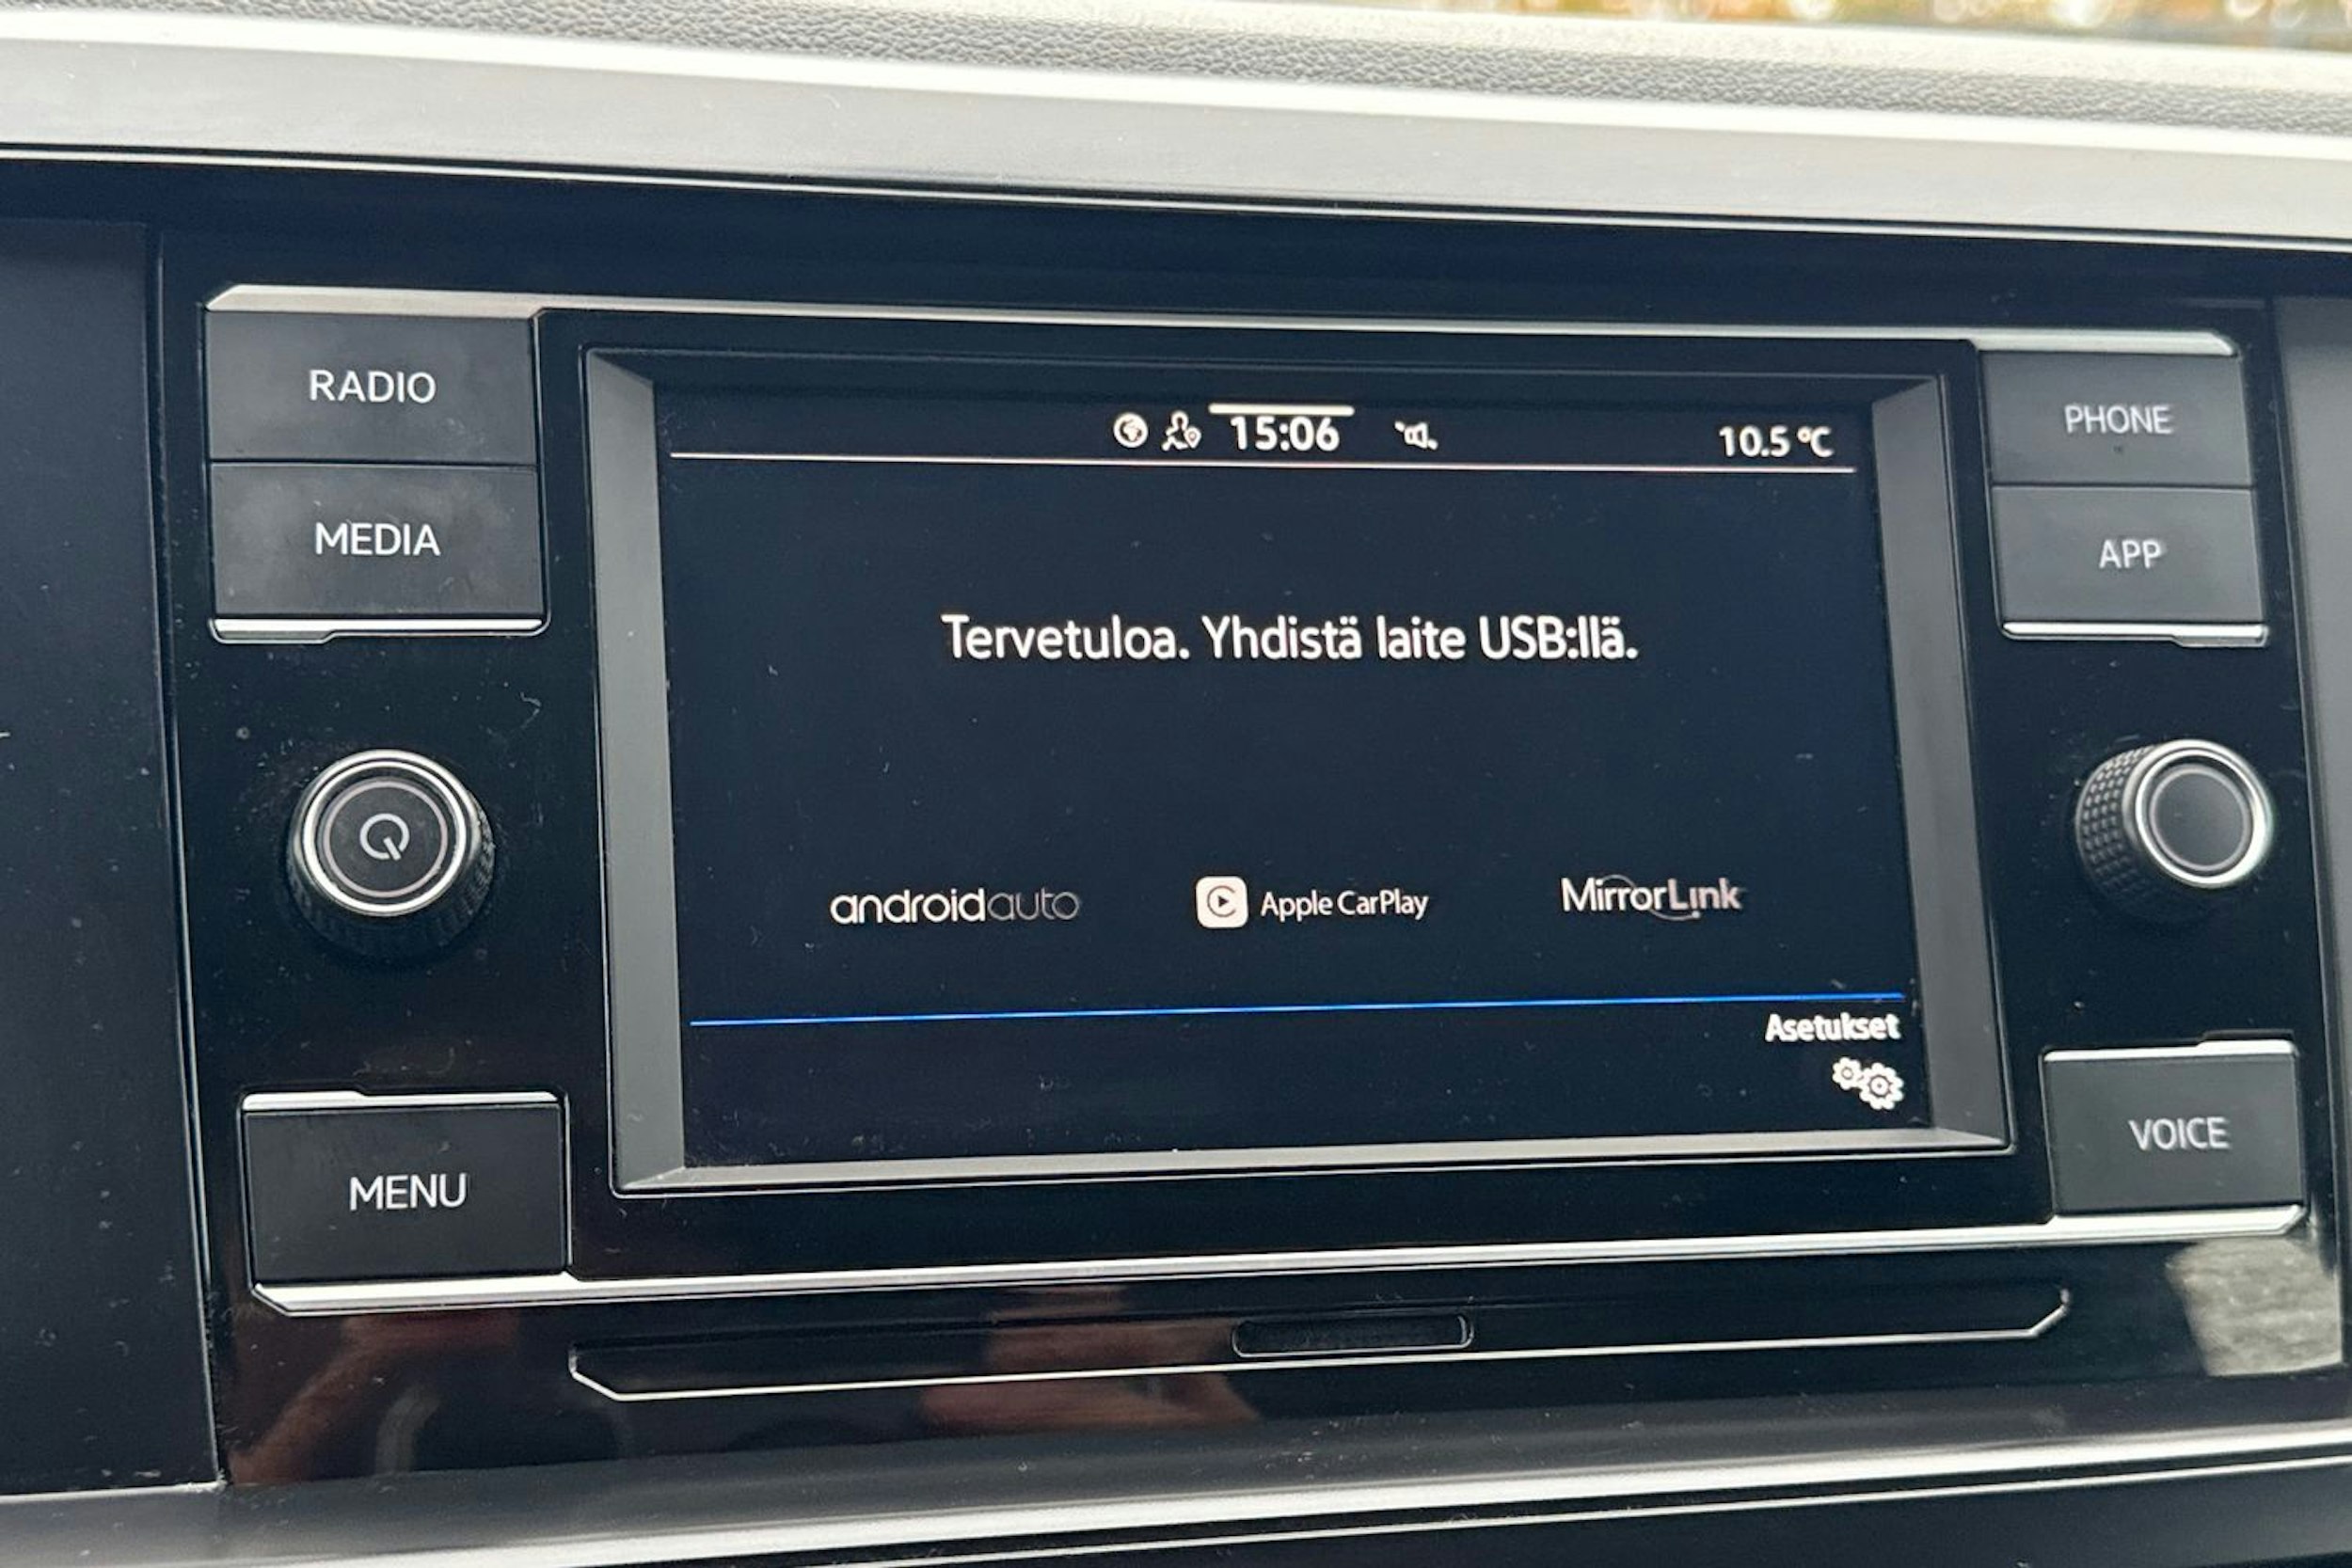 RADIO
MEDIA
MENU
15:06
10.5 °C
Tervetuloa. Yhdistä laite USB:llä.
androidauto
Apple CarPlay
MirrorLink
Asetukset
PHONE
APP
VOICE